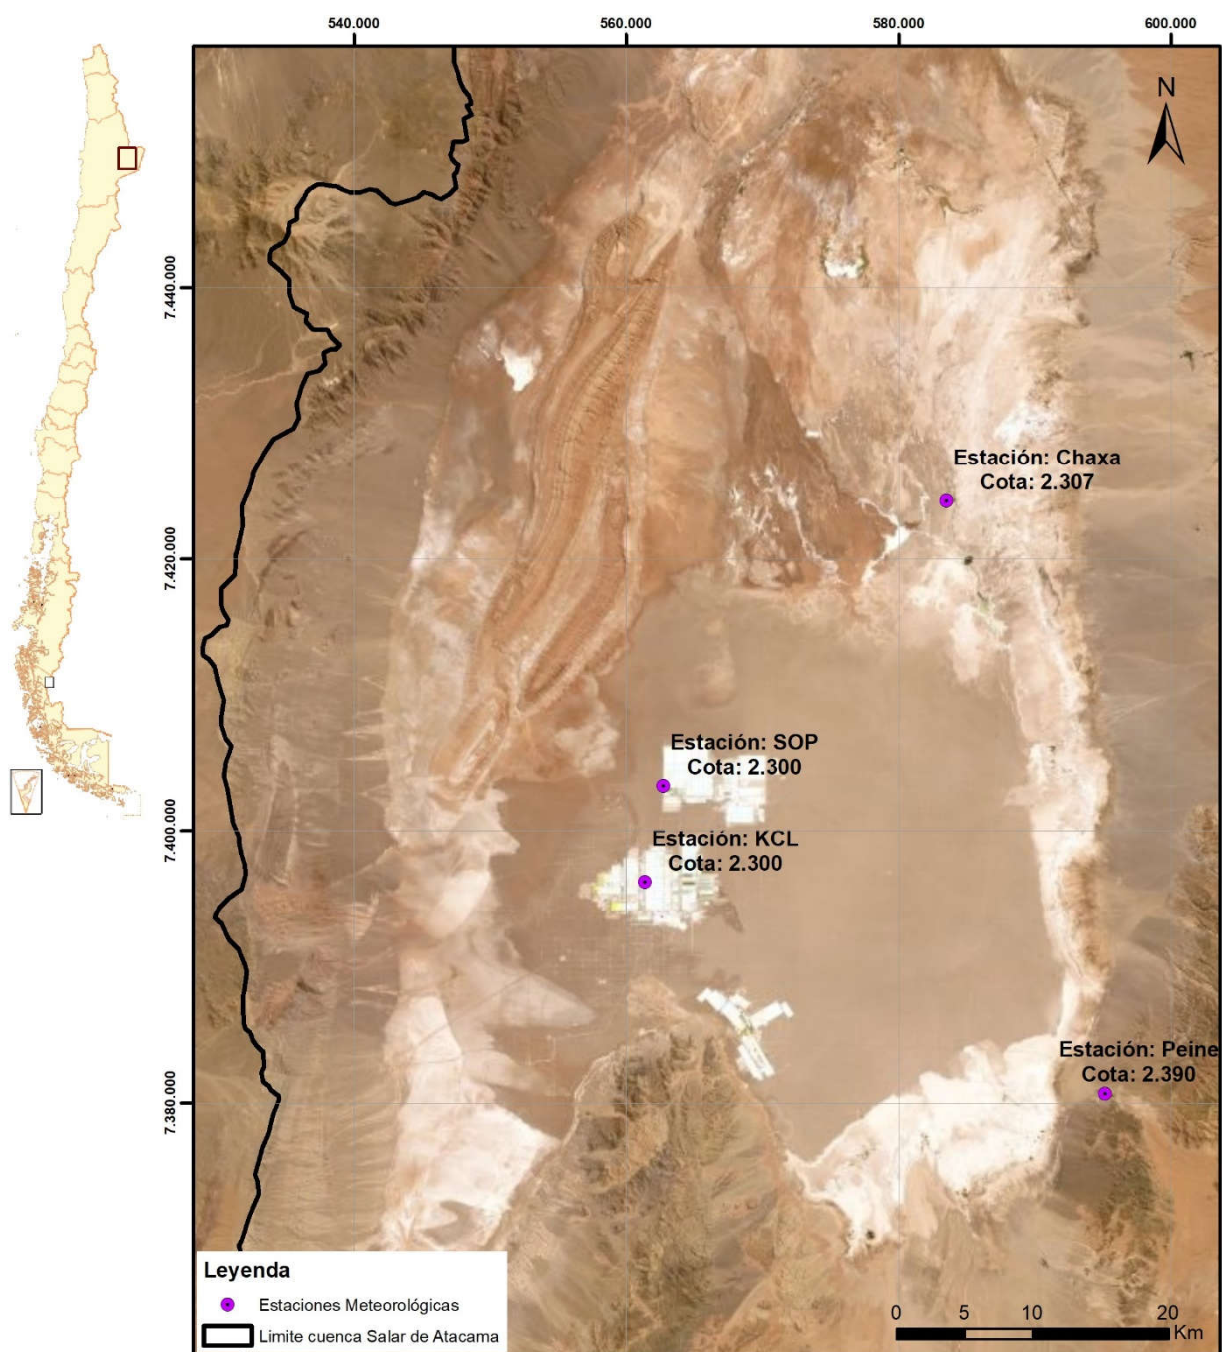 540.000
560.000
580.000
600.000
N
7.440.000
Estación: Chaxa
Cota: 2.307
7.420.000
Estación: SOP
Cota: 2.300
7.400.000
Estación: KCL
Cota: 2.300
Estación: Peine
Cota: 2.390
7.380.000
Leyenda
Estaciones Meteorológicas
Limite cuenca Salar de Atacama
0 5 10 20
Km